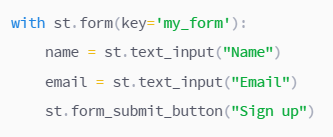 with st.form(key='my_form'):
    name = st.text_input("Name")
    email = st.text_input("Email")
    st.form_submit_button("Sign up")